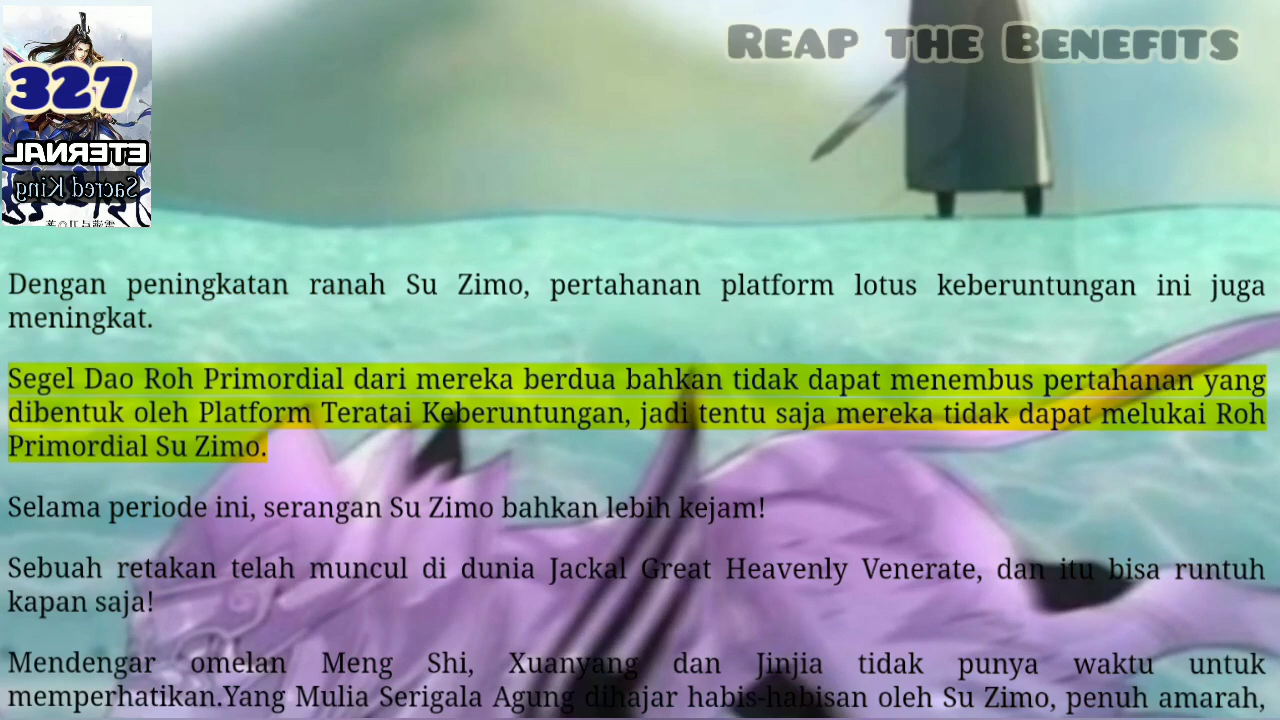 327
ETERNAL
Sacred King
Reap the Benefits
Dengan peningkatan ranah Su Zimo, pertahanan platform lotus keberuntungan ini juga
meningkat.
Segel Dao Roh Primordial dari mereka berdua bahkan tidak dapat menembus pertahanan yang
dibentuk oleh Platform Teratai Keberuntungan, jadi tentu saja mereka tidak dapat melukai Roh
Primordial Su Zimo.
Selama periode ini, serangan Su Zimo bahkan lebih kejam!
Sebuah retakan telah muncul di dunia Jackal Great Heavenly Venerate, dan itu bisa runtuh
kapan saja!
Mendengar omelan Meng Shi, Xuanyang dan Jinjia tidak punya waktu untuk
memperhatikan.Yang Mulia Serigala Agung dihajar habis-habisan oleh Su Zimo, penuh amarah,